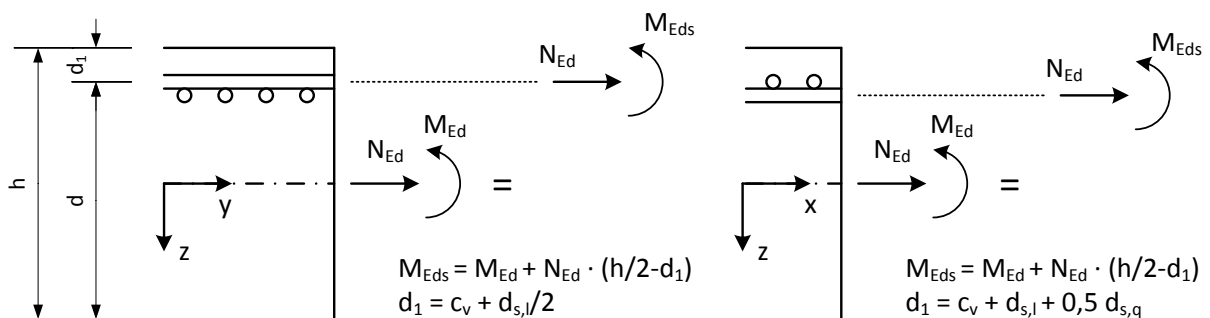 M_Eds
M_Eds
d₁
N_Ed
N_Ed
M_Ed
M_Ed
N_Ed
N_Ed
h
d
=
=
y
x
z
z
M_Eds = M_Ed + N_Ed · (h/2-d₁)
d₁ = c_v + d_s,l/2
M_Eds = M_Ed + N_Ed · (h/2-d₁)
d₁ = c_v + d_s,l + 0,5 d_s,q